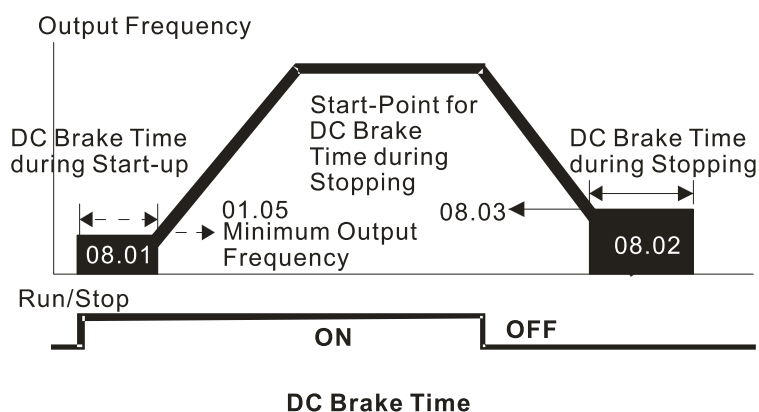 Output Frequency
DC Brake Time
during Start-up
Start-Point for
DC Brake
Time during
Stopping
DC Brake Time
during Stopping
08.01
01.05
Minimum Output
Frequency
08.03
08.02
Run/Stop
ON
OFF
DC Brake Time